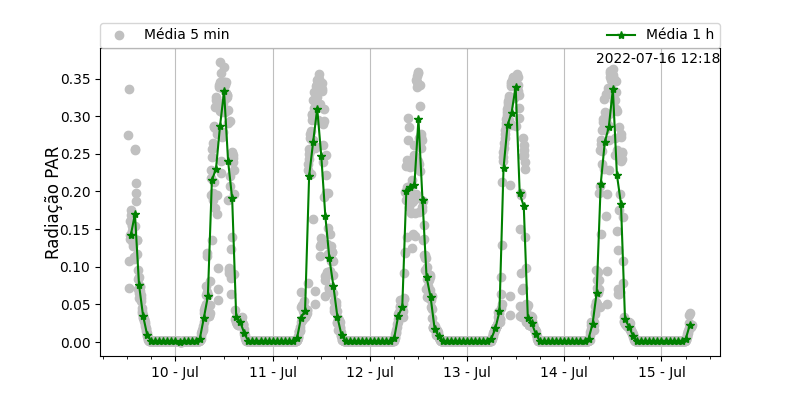 Média 5 min
Média 1 h
2022-07-16 12:18
Radiação PAR
0.35
0.30
0.25
0.20
0.15
0.10
0.05
0.00
10 - Jul
11 - Jul
12 - Jul
13 - Jul
14 - Jul
15 - Jul